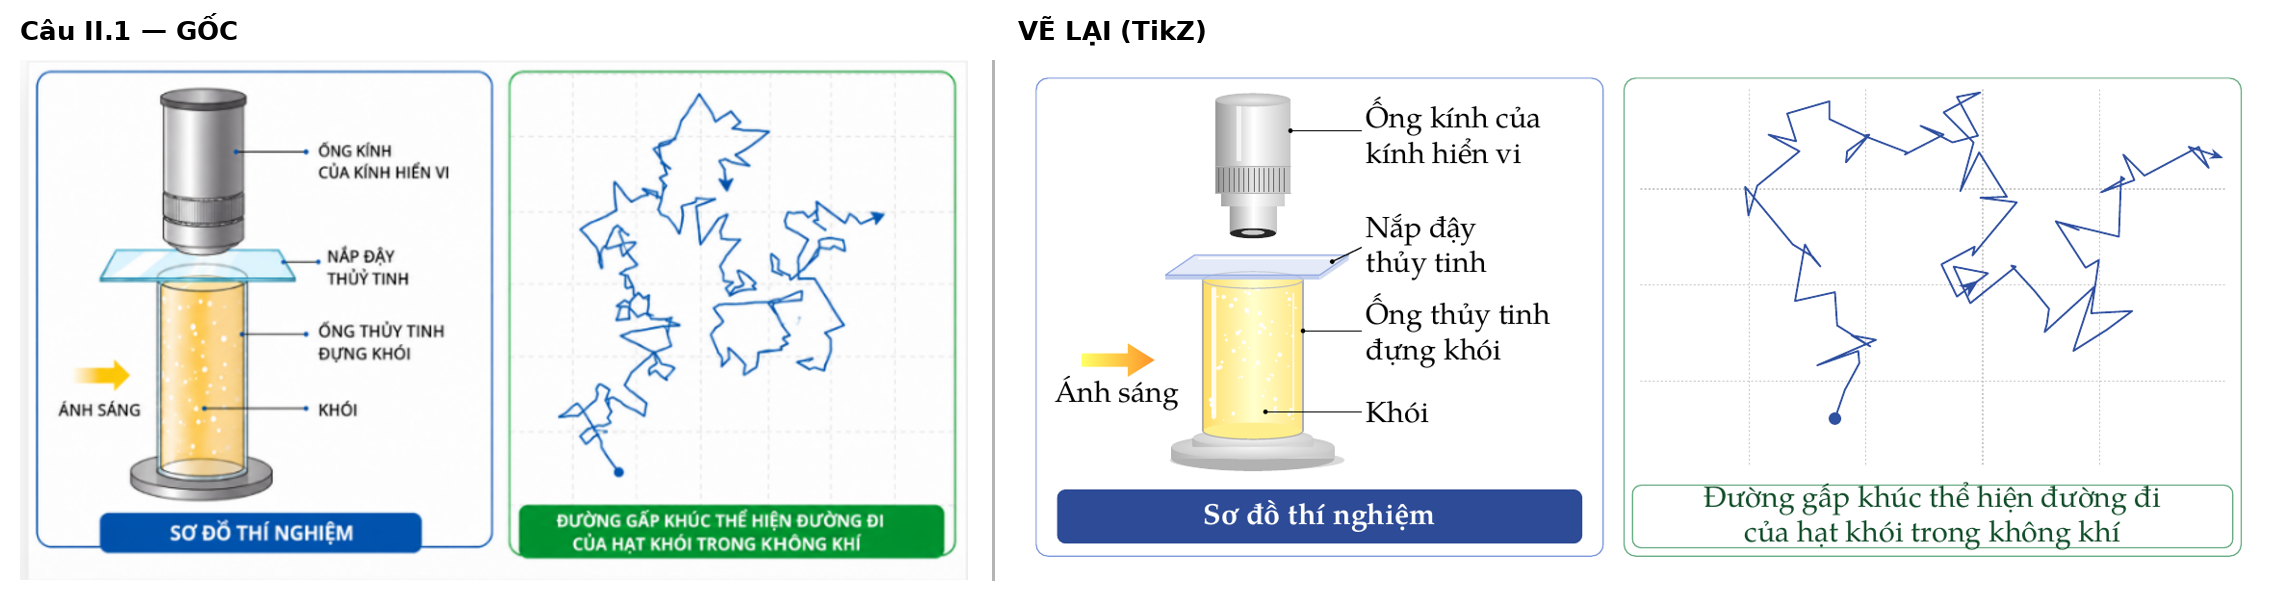 Câu II.1 — GỐC
ỐNG KÍNH
CỦA KÍNH HIỂN VI
NẮP ĐẬY
THỦY TINH
ỐNG THỦY TINH
ĐỰNG KHÓI
ÁNH SÁNG
KHÓI
SƠ ĐỒ THÍ NGHIỆM
ĐƯỜNG GẤP KHÚC THỂ HIỆN ĐƯỜNG ĐI
CỦA HẠT KHÓI TRONG KHÔNG KHÍ
VẼ LẠI (TikZ)
Ống kính của
kính hiển vi
Nắp đậy
thủy tinh
Ống thủy tinh
đựng khói
Ánh sáng
Khói
Sơ đồ thí nghiệm
Đường gấp khúc thể hiện đường đi
của hạt khói trong không khí